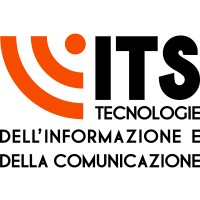 ITS
TECNOLOGIE
DELL'INFORMAZIONE E
DELLA COMUNICAZIONE